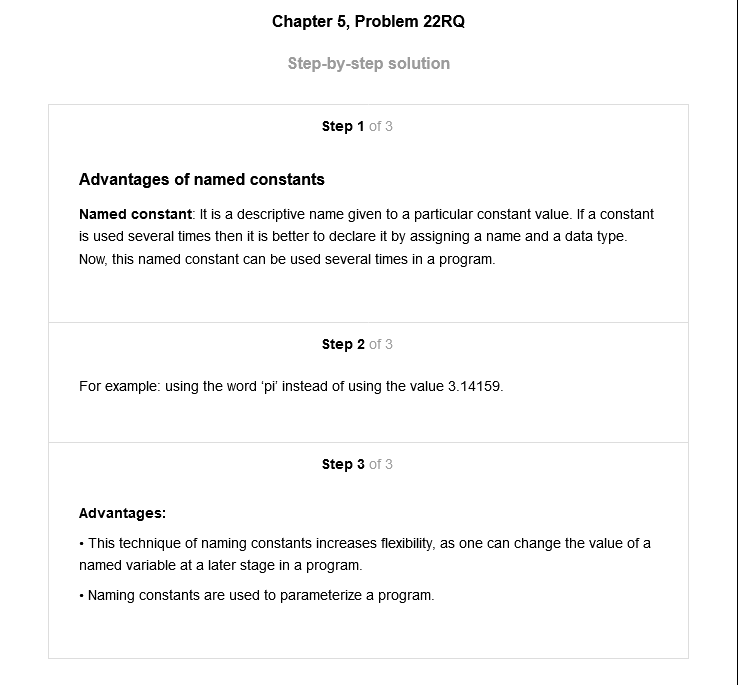 Chapter 5, Problem 22RQ
Step-by-step solution
Step 1 of 3
Advantages of named constants
Named constant: It is a descriptive name given to a particular constant value. If a constant
is used several times then it is better to declare it by assigning a name and a data type.
Now, this named constant can be used several times in a program.
Step 2 of 3
For example: using the word ‘pi’ instead of using the value 3.14159.
Step 3 of 3
Advantages:
• This technique of naming constants increases flexibility, as one can change the value of a
named variable at a later stage in a program.
• Naming constants are used to parameterize a program.